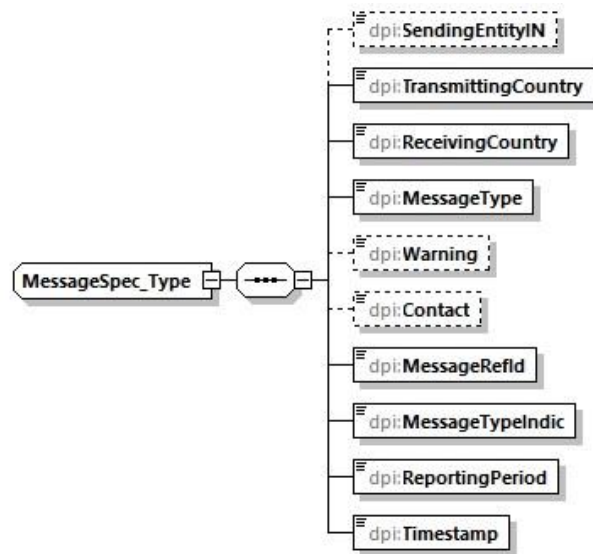 dpi:SendingEntityIN
dpi:TransmittingCountry
dpi:ReceivingCountry
dpi:MessageType
dpi:Warning
MessageSpec_Type
dpi:Contact
dpi:MessageRefId
dpi:MessageTypeIndic
dpi:ReportingPeriod
dpi:Timestamp